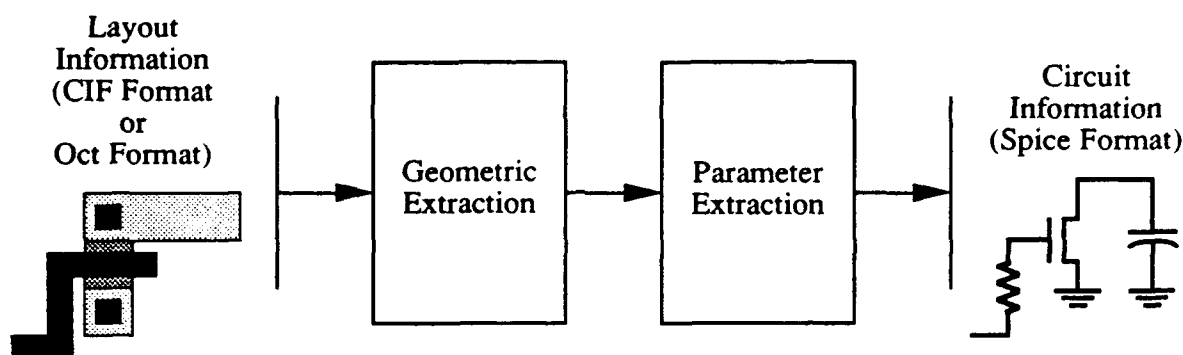 Layout
Information
(CIF Format
or
Oct Format)
Geometric
Extraction
Parameter
Extraction
Circuit
Information
(Spice Format)